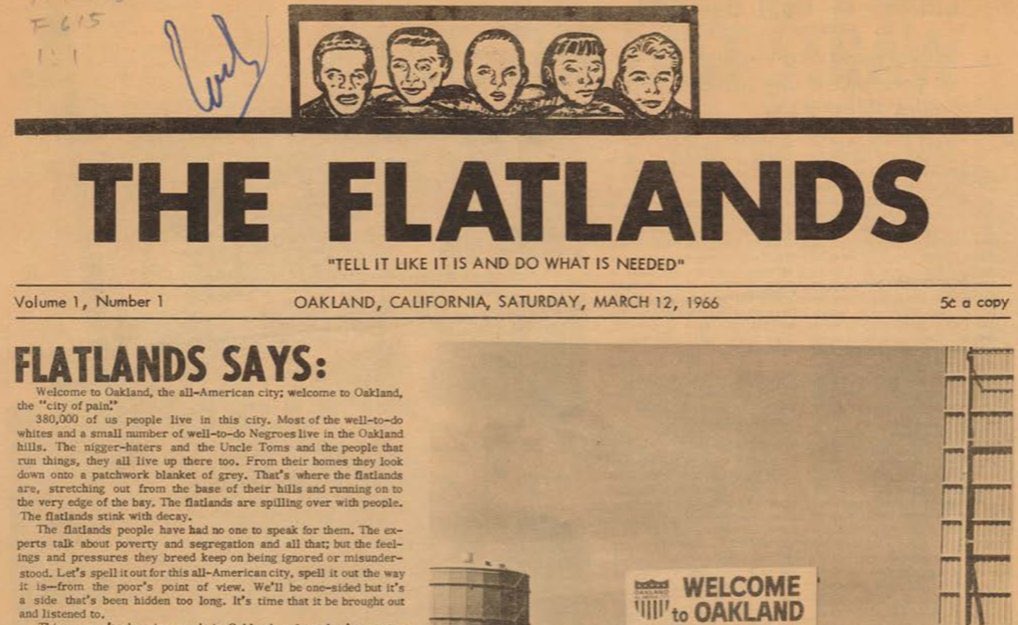 F 615
1:1
THE FLATLANDS
"TELL IT LIKE IT IS AND DO WHAT IS NEEDED"
Volume 1, Number 1 OAKLAND, CALIFORNIA, SATURDAY, MARCH 12, 1966 5¢ a copy
FLATLANDS SAYS:
Welcome to Oakland, the all-American city; welcome to Oakland,
the "city of pain."
380,000 of us people live in this city. Most of the well-to-do
whites and a small number of well-to-do Negroes live in the Oakland
hills. The nigger-haters and the Uncle Toms and the people that
run things, they all live up there too. From their homes they look
down onto a patchwork blanket of grey. That's where the flatlands
are, stretching out from the base of their hills and running on to
the very edge of the bay. The flatlands are spilling over with people.
The flatlands stink with decay.
The flatlands people have had no one to speak for them. The ex-
perts talk about poverty and segregation and all that; but the feel-
ings and pressures they breed keep on being ignored or misunder-
stood. Let's spell it out for this all-American city, spell it out the way
it is—from the poor's point of view. We'll be one-sided but it's
a side that's been hidden too long. It's time that it be brought out
and listened to.
OAKLAND
WELCOME
to OAKLAND